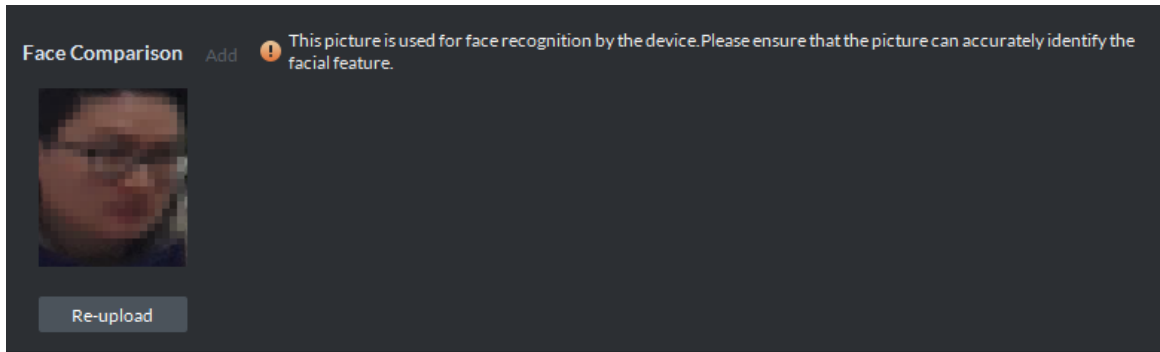 Face Comparison Add This picture is used for face recognition by the device.Please ensure that the picture can accurately identify the
facial feature.
Re-upload